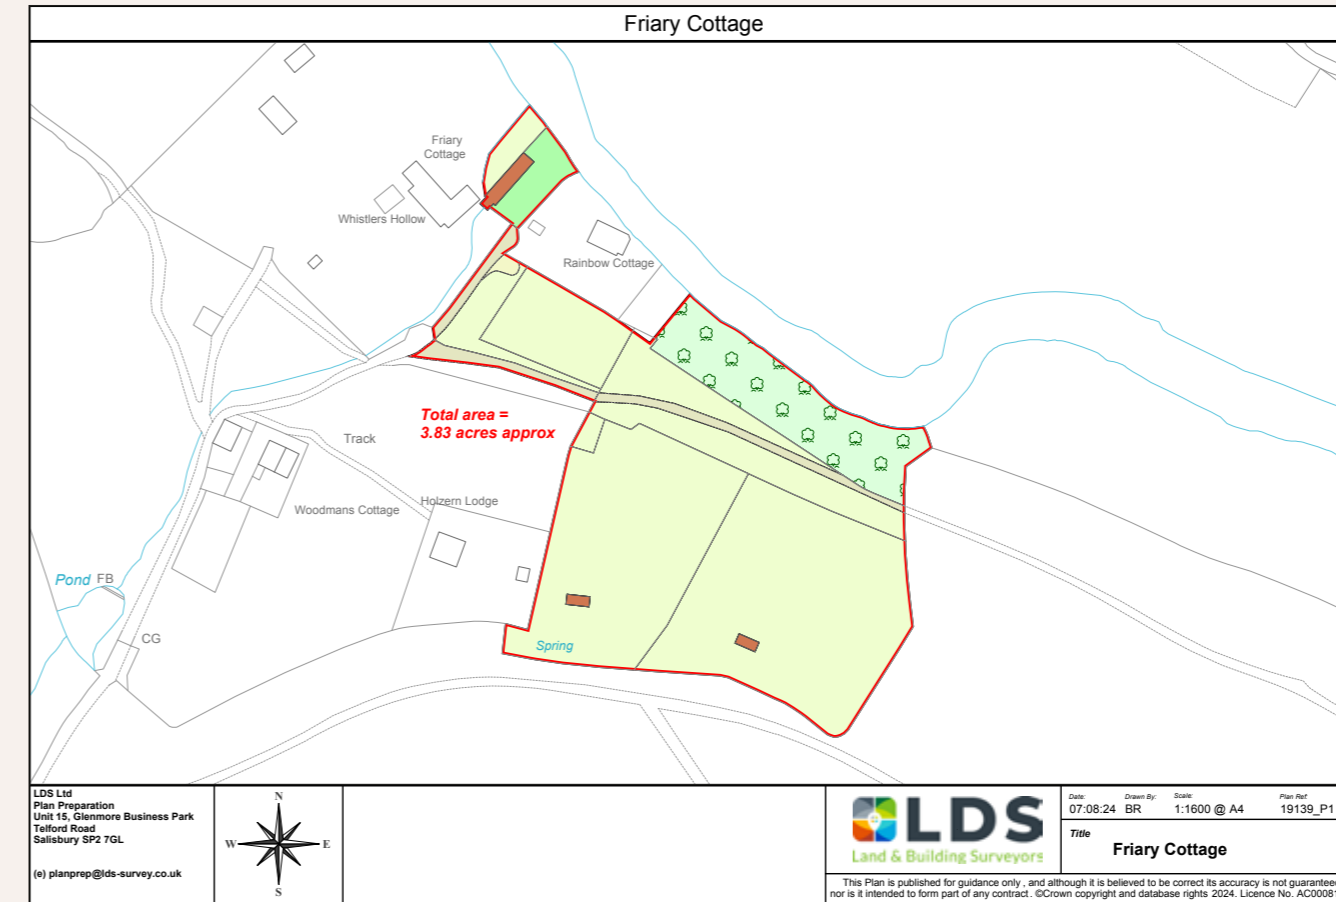 Friary Cottage
Friary
Cottage
Whistlers Hollow
Rainbow Cottage
Total area =
3.83 acres approx
Track
Holzern Lodge
Woodmans Cottage
Pond FB
CG
Spring
LDS Ltd
Plan Preparation
Unit 15, Glenmore Business Park
Telford Road
Salisbury SP2 7GL
(e) planprep@lds-survey.co.uk
N
W E
S
LDS
Land & Building Surveyors
Date: Drawn By: Scale: Plan Ref
07:08:24 BR 1:1600 @ A4 19139_P1
Title
Friary Cottage
This Plan is published for guidance only , and although it is believed to be correct its accuracy is not guaranteed
nor is it intended to form part of any contract. ©Crown copyright and database rights 2024. Licence No.